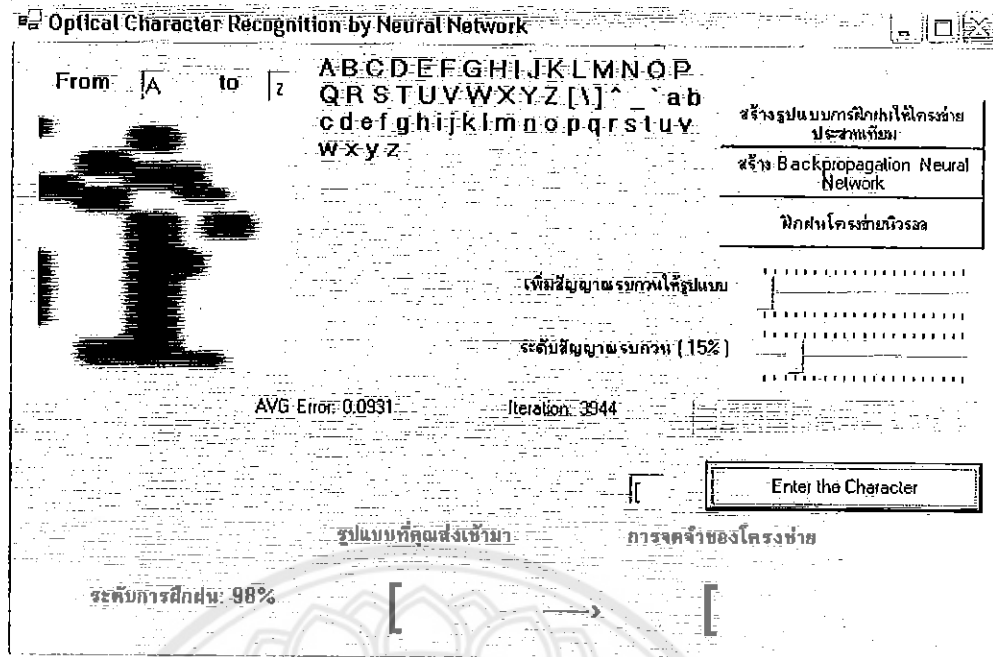 Optical Character Recognition by Neural Network
From A to z
A B C D E F G H I J K L M N O P
Q R S T U V W X Y Z [ \ ] ^ _ ` a b
c d e f g h i j k l m n o p q r s t u v
w x y z
สร้างรูปแบบการฝึกฝนให้โครงข่าย
ประสาทเทียม
สร้าง Backpropagation Neural
Network
ฝึกฝนโครงข่ายนิวรอล
เพิ่มสัญญาณรบกวนให้รูปแบบ
ระดับสัญญาณรบกวน ( 15% )
AVG Error: 0.0931
Iteration: 3944
[
Enter the Character
รูปแบบที่คุณส่งเข้ามา
การจดจำของโครงข่าย
ระดับการฝึกฝน: 98%
[ ---> [